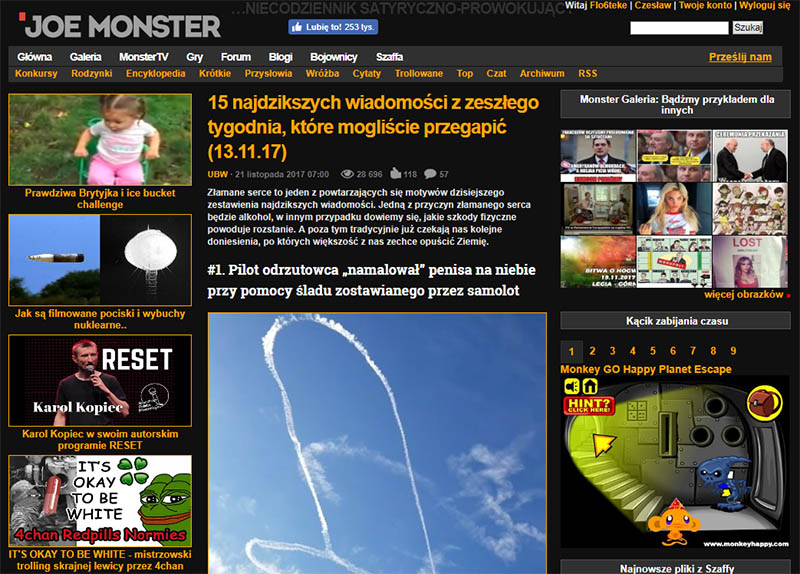 ...NIECODZIENNIK SATYRYCZNO-PROWOKUJĄCY
Witaj Flo6teke | Czesław | Twoje konto | Wyloguj się
JOE MONSTER
Lubię to! 253 tys.
Szukaj
Główna Galeria MonsterTV Gry Forum Blogi Bojownicy Szaffa
Prześlij nam
Konkursy Rodzynki Encyklopedia Krótkie Przysłowia Wróżba Cytaty Trollowane Top Czat Archiwum RSS
Prawdziwa Brytyjka i ice bucket
challenge
Jak są filmowane pociski i wybuchy
nuklearne..
RESET
Karol Kopiec
Karol Kopiec w swoim autorskim
programie RESET
IT'S
OKAY
TO BE
WHITE
4chan Redpills Normies
IT'S OKAY TO BE WHITE - mistrzowski
trolling skrajnej lewicy przez 4chan
15 najdzikszych wiadomości z zeszłego
tygodnia, które mogliście przegapić
(13.11.17)
UBW · 21 listopada 2017 07:00 28 696 118 57
Złamane serce to jeden z powtarzających się motywów dzisiejszego
zestawienia najdzikszych wiadomości. Jedną z przyczyn złamanego serca
będzie alkohol, w innym przypadku dowiemy się, jakie szkody fizyczne
powoduje rozstanie. A poza tym tradycyjnie już czekają nas kolejne
doniesienia, po których większość z nas zechce opuścić Ziemię.
#1. Pilot odrzutowca „namalował” penisa na niebie
przy pomocy śladu zostawianego przez samolot
Monster Galeria: Bądźmy przykładem dla
innych
CEREMONIA PRZEKAZANIA
BITWA O HOCW
19.11.2017
LEGIA - GÓRN
LOST
więcej obrazków »
Kącik zabijania czasu
1 2 3 4 5 6 7 8 9
Monkey GO Happy Planet Escape
HINT?
CLICK HERE!
www.monkeyhappy.com
Najnowsze pliki z Szaffy